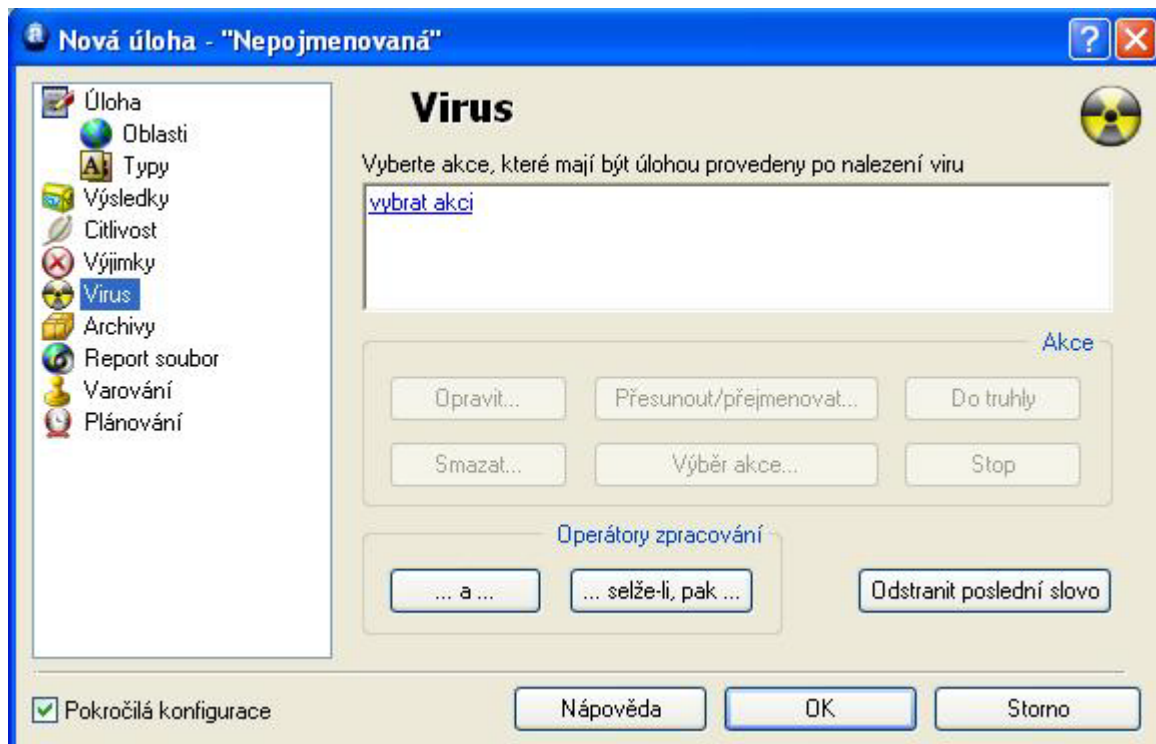 Nová úloha - "Nepojmenovaná"
Úloha
Oblasti
Typy
Výsledky
Citlivost
Výjimky
Virus
Archivy
Report soubor
Varování
Plánování
Virus
Vyberte akce, které mají být úlohou provedeny po nalezení viru
vybrat akci
Akce
Opravit... Přesunout/přejmenovat... Do truhly
Smazat... Výběr akce... Stop
Operátory zpracování
... a ... ... selže-li, pak ... Odstranit poslední slovo
Pokročilá konfigurace Nápověda OK Storno